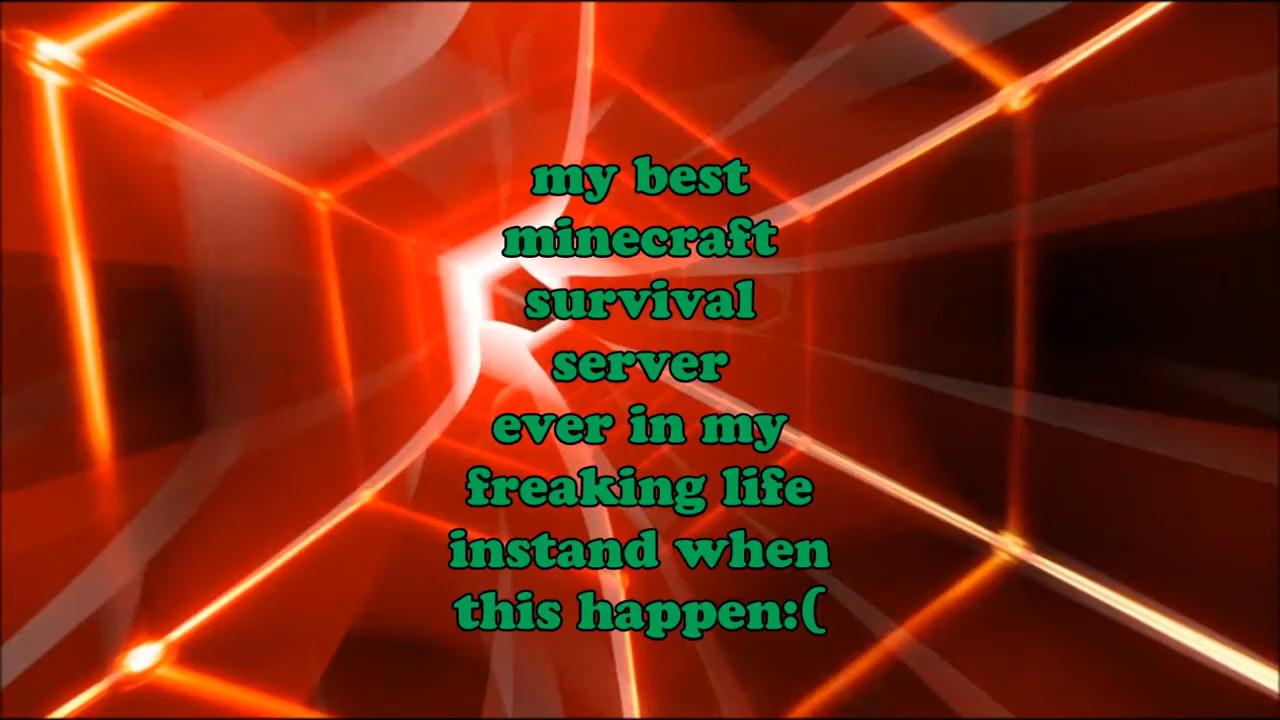 my best
minecraft
survival
server
ever in my
freaking life
instand when
this happen:(